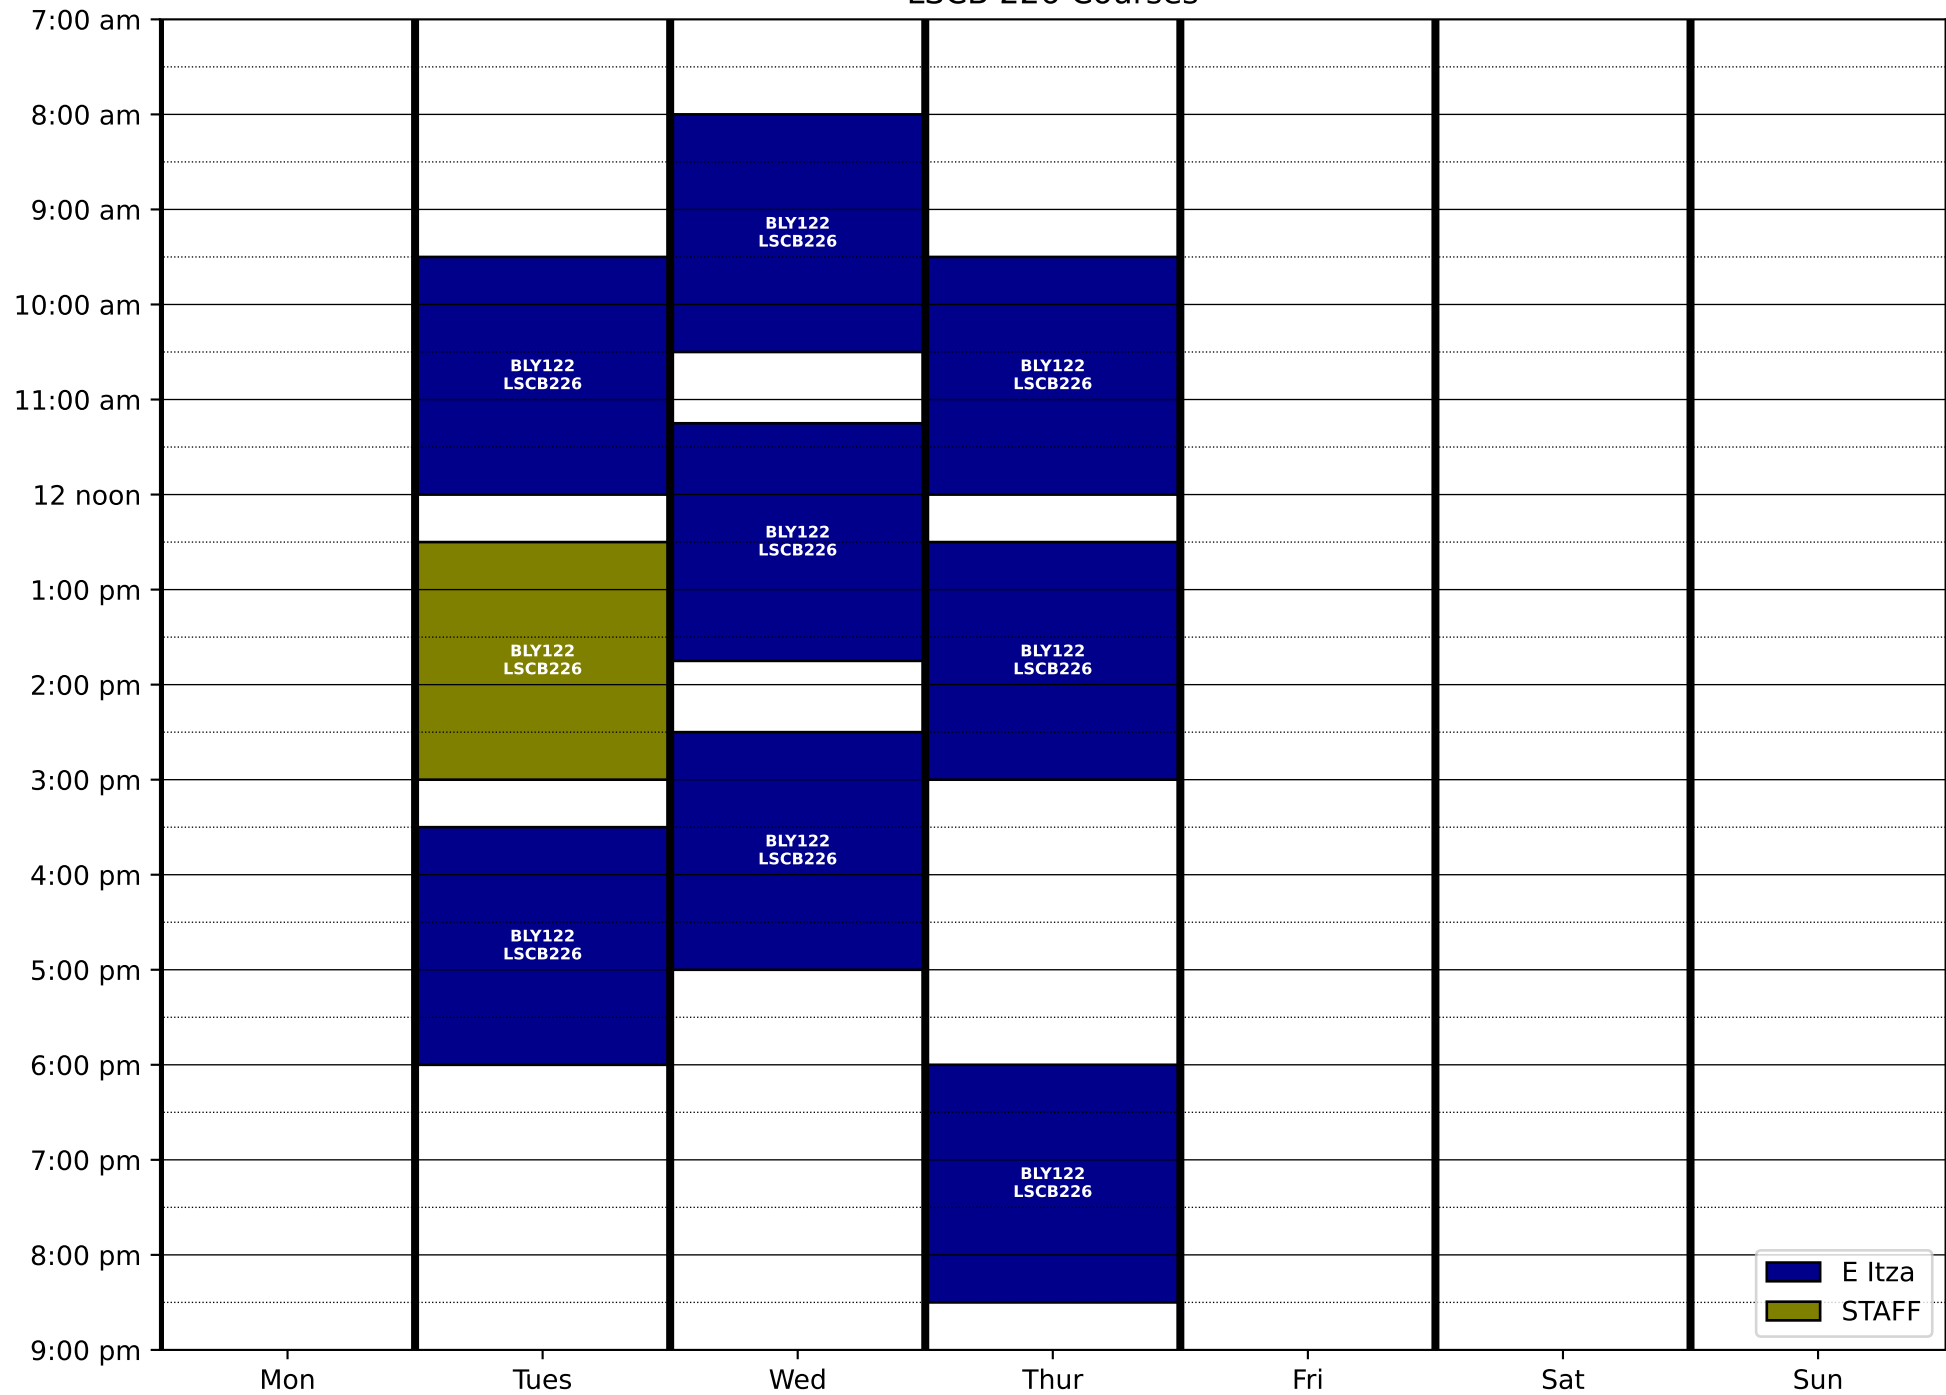 LSCB 226 Courses
7:00 am
8:00 am
9:00 am
10:00 am
11:00 am
12 noon
1:00 pm
2:00 pm
3:00 pm
4:00 pm
5:00 pm
6:00 pm
7:00 pm
8:00 pm
9:00 pm
BLY122
LSCB226
BLY122
LSCB226
BLY122
LSCB226
BLY122
LSCB226
BLY122
LSCB226
BLY122
LSCB226
BLY122
LSCB226
BLY122
LSCB226
BLY122
LSCB226
E Itza
STAFF
Mon
Tues
Wed
Thur
Fri
Sat
Sun